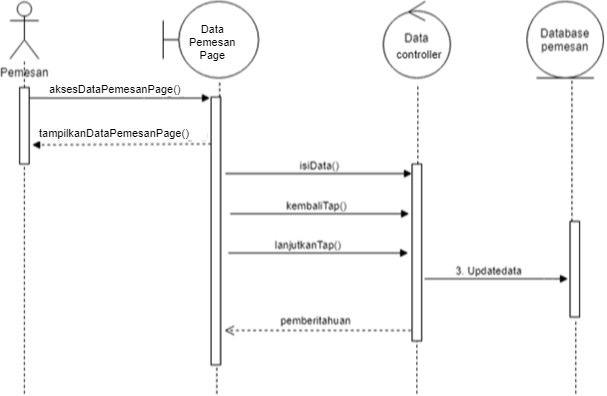 Data
Pemesan
Page
Data
controller
Database
pemesan
Pemesan
aksesDataPemesanPage()
tampilkanDataPemesanPage()
isiData()
kembaliTap()
lanjutkanTap()
3. Updatedata
pemberitahuan